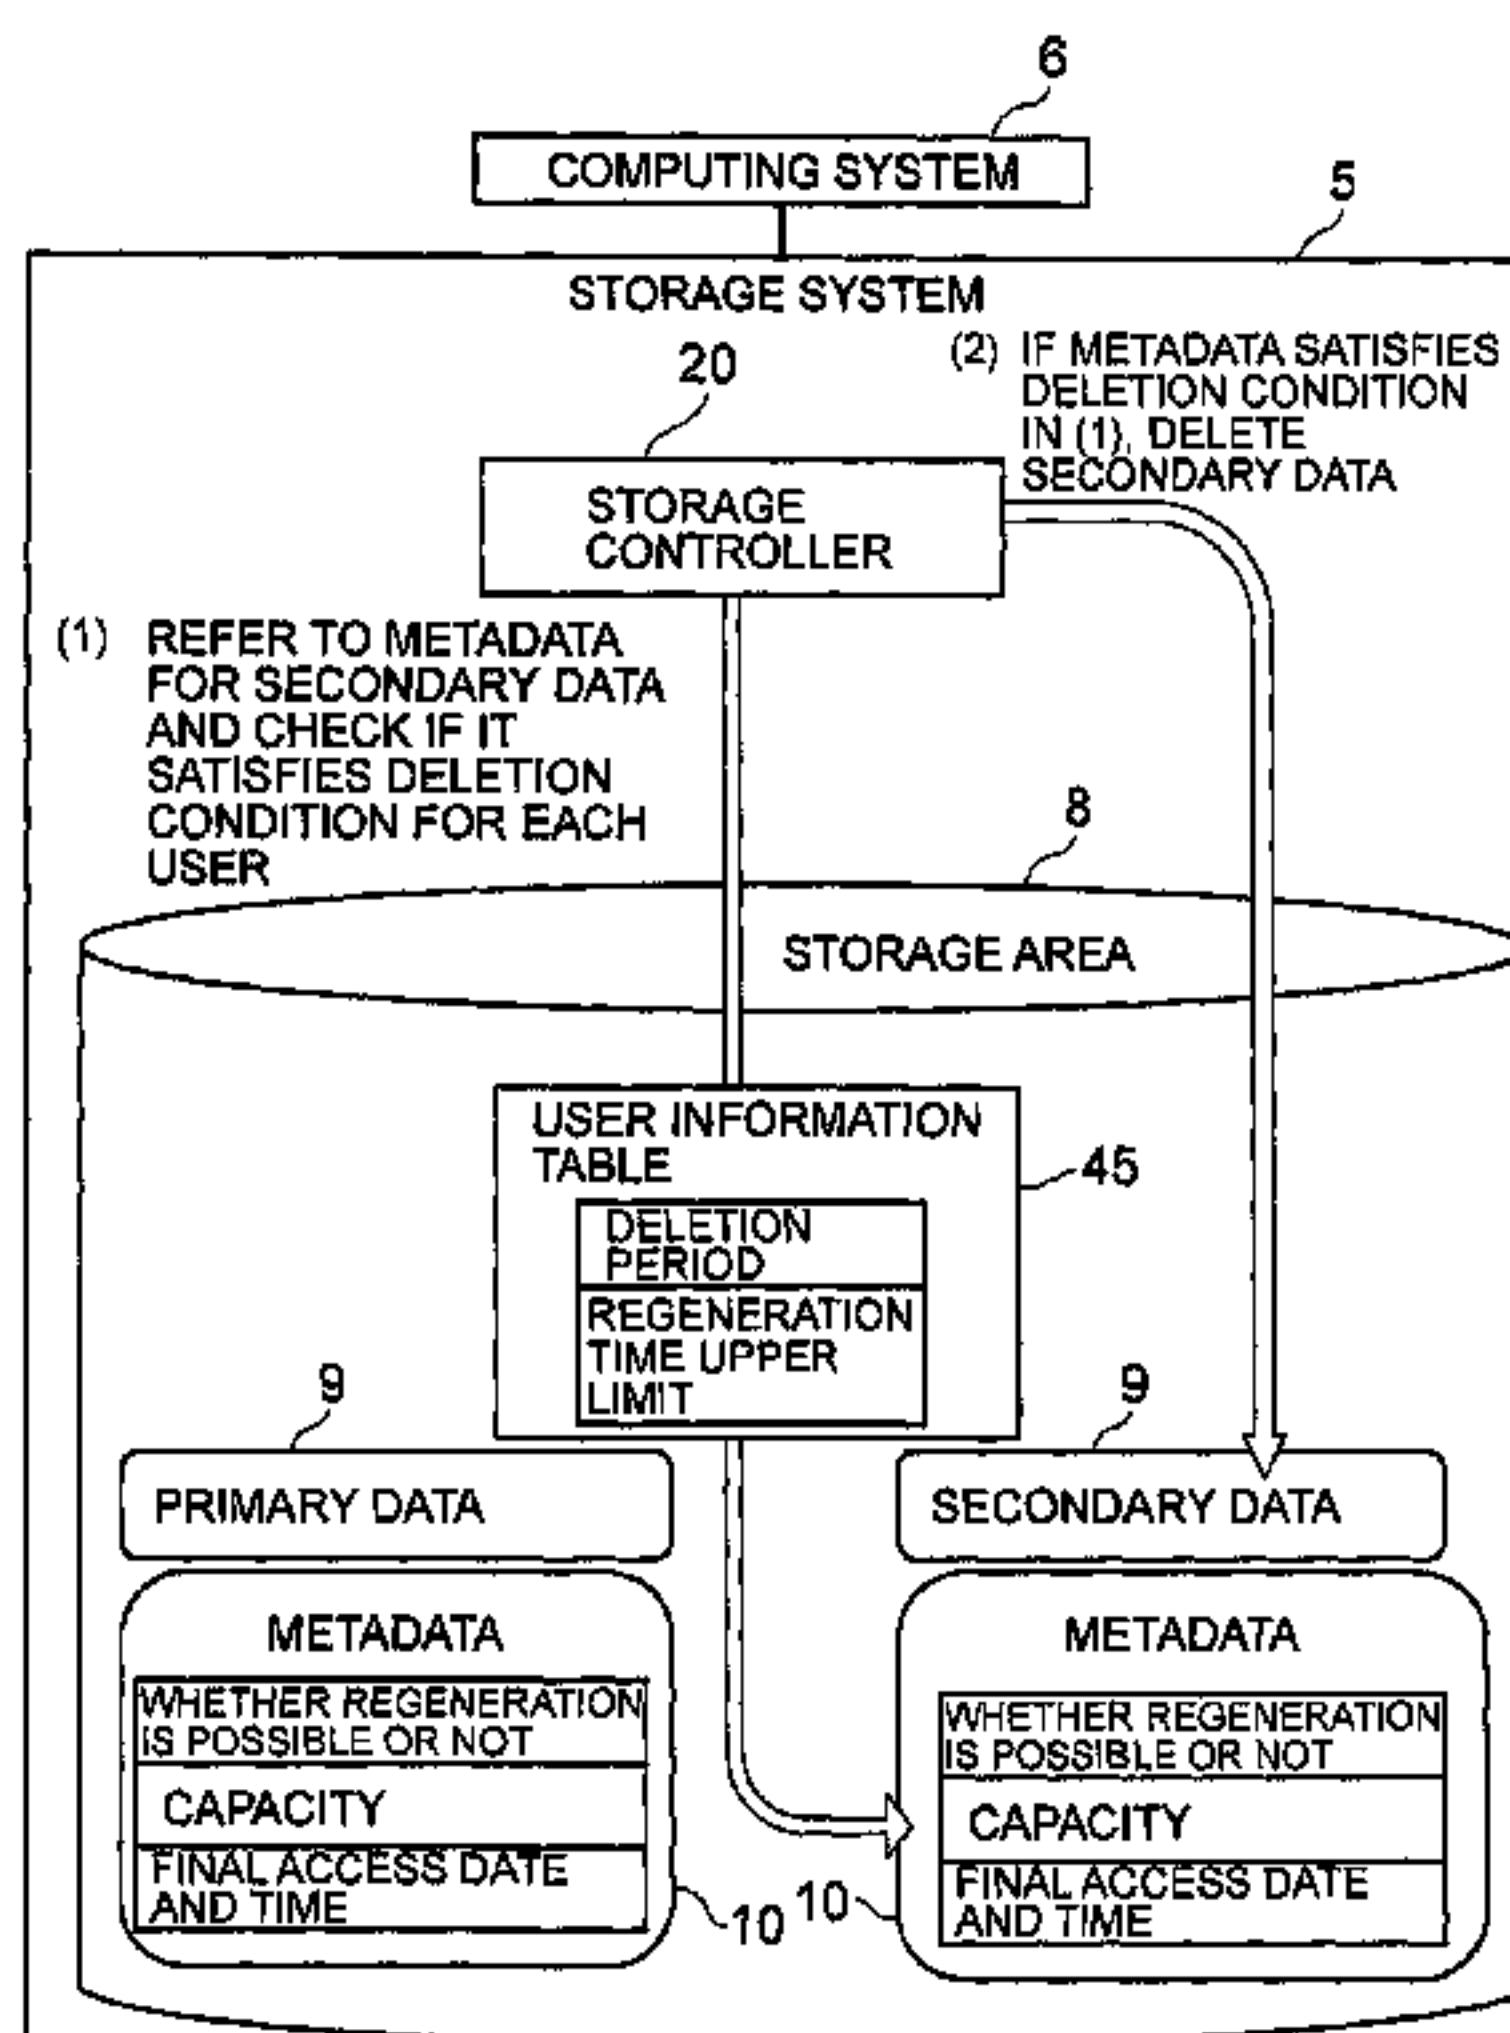 6
COMPUTING SYSTEM
5
STORAGE SYSTEM
20
(2) IF METADATA SATISFIES
DELETION CONDITION
IN (1), DELETE
SECONDARY DATA
STORAGE
CONTROLLER
(1) REFER TO METADATA
FOR SECONDARY DATA
AND CHECK IF IT
SATISFIES DELETION
CONDITION FOR EACH
USER
8
STORAGE AREA
USER INFORMATION
TABLE
45
DELETION
PERIOD
REGENERATION
TIME UPPER
LIMIT
9
PRIMARY DATA
METADATA
WHETHER REGENERATION
IS POSSIBLE OR NOT
CAPACITY
FINAL ACCESS DATE
AND TIME
10
9
SECONDARY DATA
METADATA
WHETHER REGENERATION
IS POSSIBLE OR NOT
CAPACITY
FINAL ACCESS DATE
AND TIME
10